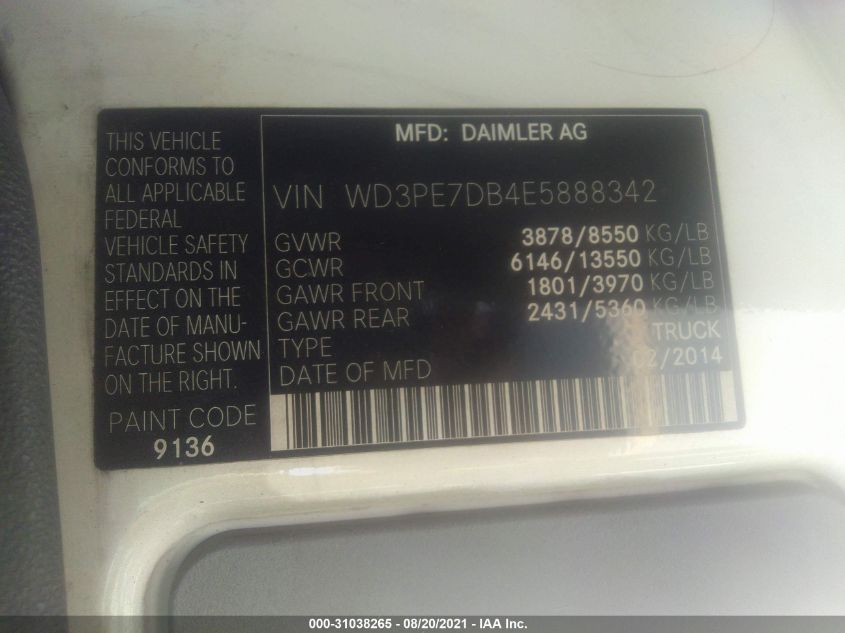 THIS VEHICLE
CONFORMS TO
ALL APPLICABLE
FEDERAL
VEHICLE SAFETY
STANDARDS IN
EFFECT ON THE
DATE OF MANU-
FACTURE SHOWN
ON THE RIGHT.
PAINT CODE
9136
MFD: DAIMLER AG
VIN WD3PE7DB4E5888342
GVWR 3878/8550 KG/LB
GCWR 6146/13550 KG/LB
GAWR FRONT 1801/3970 KG/LB
GAWR REAR 2431/5360 KG/LB
TYPE TRUCK
DATE OF MFD 02/2014
000-31038265 - 08/20/2021 - IAA Inc.